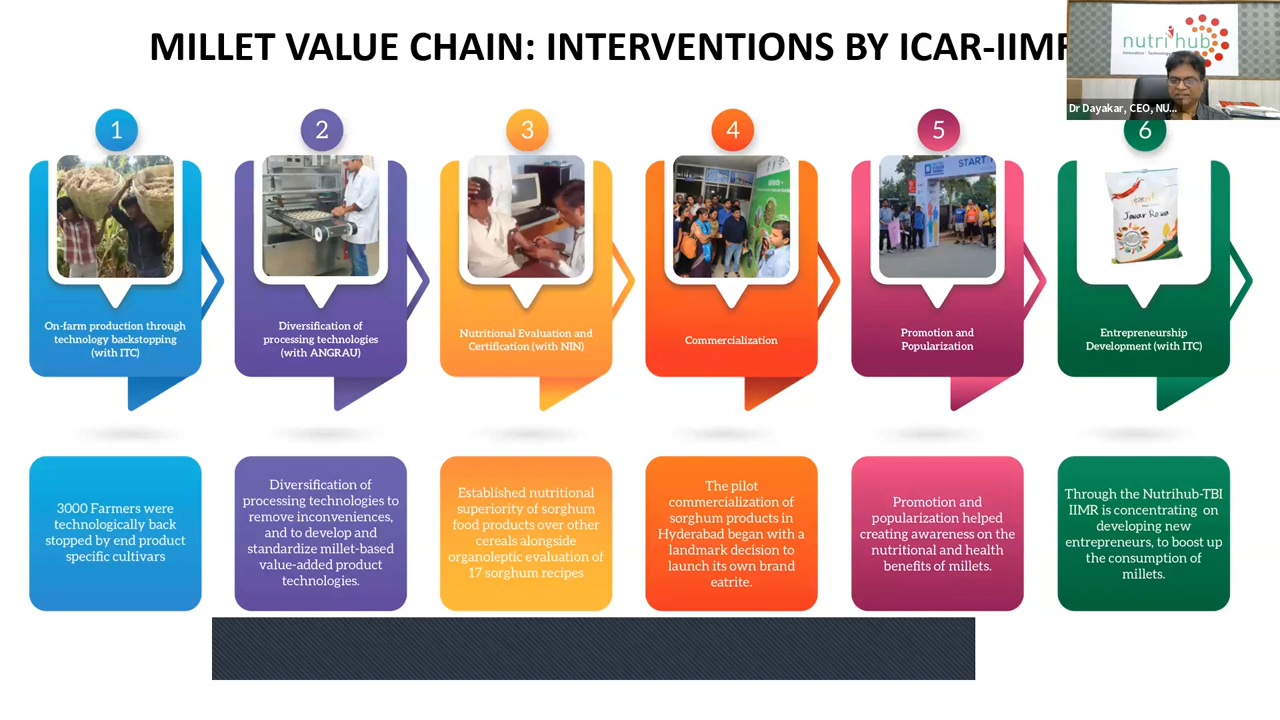 MILLET VALUE CHAIN: INTERVENTIONS BY ICAR-IIMR
nutrihub
Dr Dayakar, CEO, NU...
1
2
3
4
5
6
START
Jowar Rawa
On-farm production through
technology backstopping
(with ITC)
Diversification of
processing technologies
(with ANGRAU)
Nutritional Evaluation and
Certification (with NIN)
Commercialization
Promotion and
Popularization
Entrepreneurship
Development (with ITC)
3000 Farmers were
technologically back
stopped by end product
specific cultivars
Diversification of
processing technologies to
remove inconveniences,
and to develop and
standardize millet-based
value-added product
technologies.
Established nutritional
superiority of sorghum
food products over other
cereals alongside
organoleptic evaluation of
17 sorghum recipes
The pilot
commercialization of
sorghum products in
Hyderabad began with a
landmark decision to
launch its own brand
eatrite.
Promotion and
popularization helped
creating awareness on the
nutritional and health
benefits of millets.
Through the Nutrihub-TBI
IIMR is concentrating on
developing new
entrepreneurs, to boost up
the consumption of
millets.